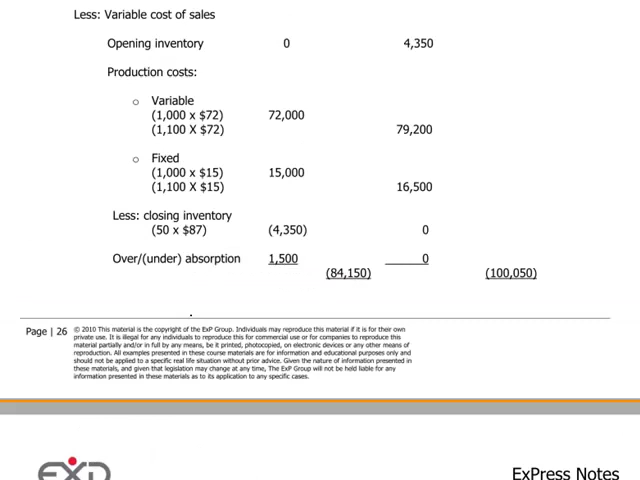 Less: Variable cost of sales
Opening inventory 0 4,350
Production costs:
o Variable
(1,000 x $72) 72,000
(1,100 X $72) 79,200
o Fixed
(1,000 x $15) 15,000
(1,100 X $15) 16,500
Less: closing inventory
(50 x $87) (4,350) 0
Over/(under) absorption 1,500 0
(84,150) (100,050)
Page | 26 © 2010 This material is the copyright of the ExP Group. Individuals may reproduce this material if it is for their own
private use. It is illegal for any individuals to reproduce this for commercial use or for companies to reproduce this
material partially and/or in full by any means, be it printed, photocopied, on electronic devices or any other means of
reproduction. All examples presented in these course materials are for information and educational purposes only and
should not be applied to a specific real life situation without prior advice. Given the nature of information presented in
these materials, and given that legislation may change at any time, The ExP Group will not be held liable for any
information presented in these materials as to its application to any specific cases.
EXP ExPress Notes